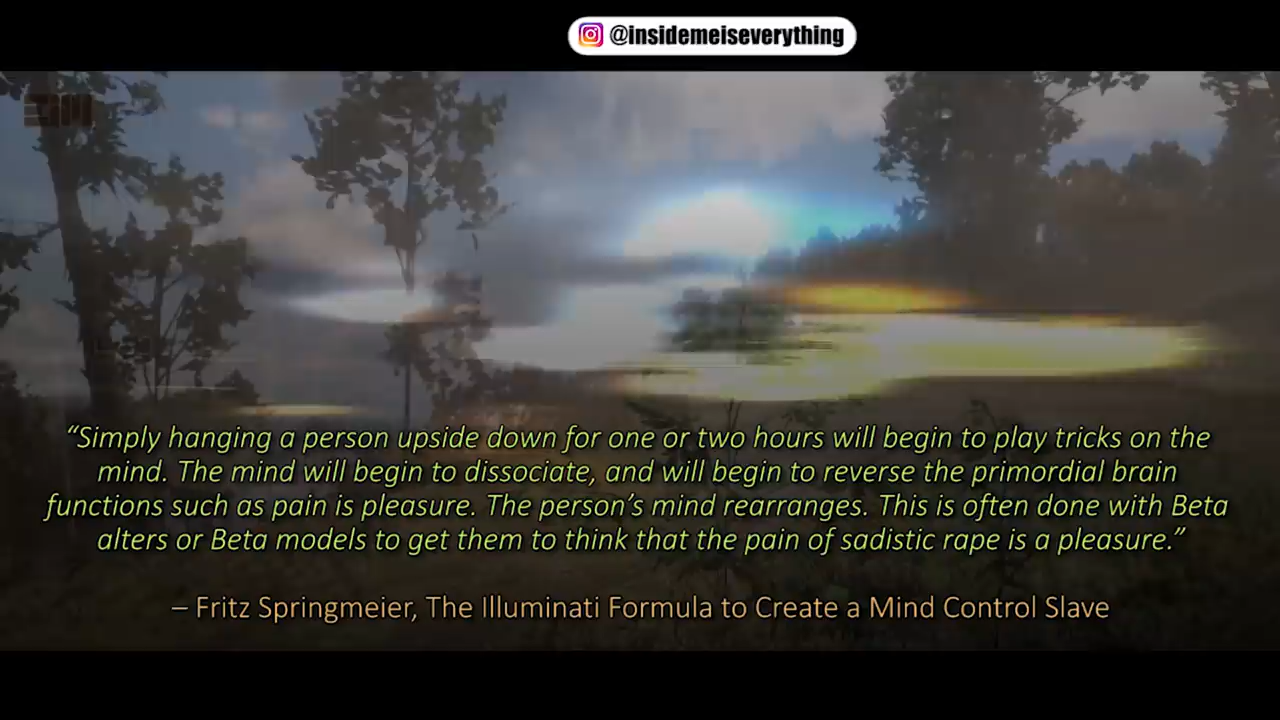 @insidemeiseverything
“Simply hanging a person upside down for one or two hours will begin to play tricks on the
mind. The mind will begin to dissociate, and will begin to reverse the primordial brain
functions such as pain is pleasure. The person’s mind rearranges. This is often done with Beta
alters or Beta models to get them to think that the pain of sadistic rape is a pleasure.”
– Fritz Springmeier, The Illuminati Formula to Create a Mind Control Slave